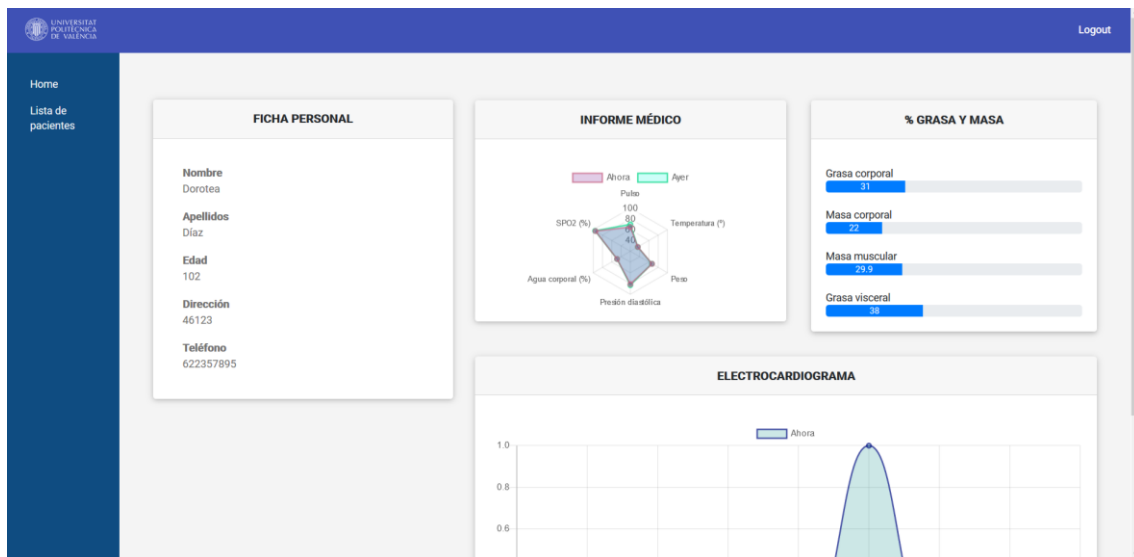 UNIVERSITAT
POLITÈCNICA
DE VALÈNCIA
Logout
Home
Lista de
pacientes
FICHA PERSONAL
Nombre
Dorotea
Apellidos
Díaz
Edad
102
Dirección
46123
Teléfono
622357895
INFORME MÉDICO
Ahora Ayer
Pulso
100
80
60
40
SPO2 (%) Temperatura (º)
Agua corporal (%) Peso
Presión diastólica
% GRASA Y MASA
Grasa corporal
31
Masa corporal
22
Masa muscular
29.9
Grasa visceral
38
ELECTROCARDIOGRAMA
Ahora
1.0
0.8
0.6